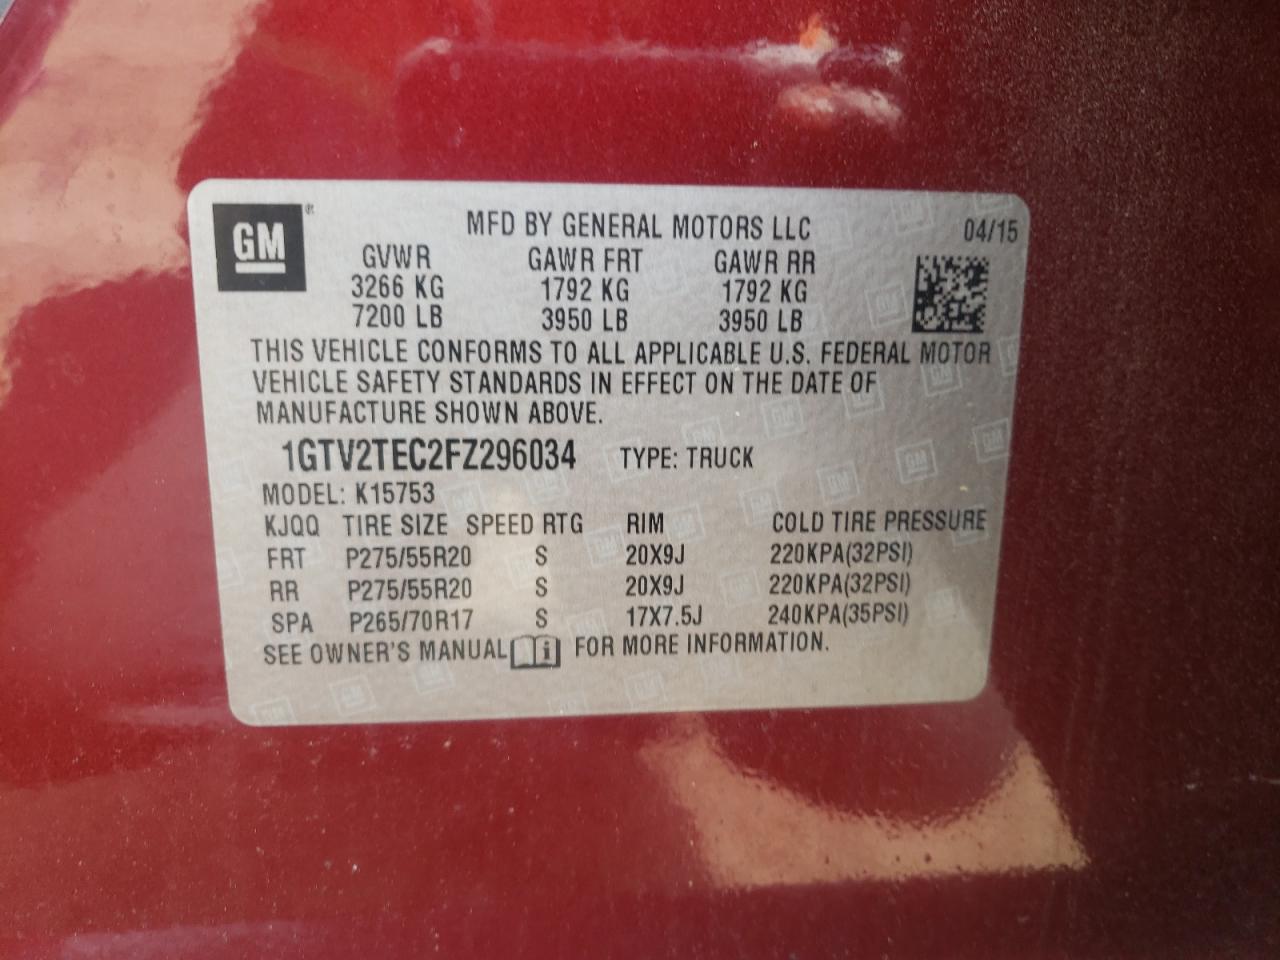 GM®
MFD BY GENERAL MOTORS LLC 04/15
GVWR GAWR FRT GAWR RR
3266 KG 1792 KG 1792 KG
7200 LB 3950 LB 3950 LB
THIS VEHICLE CONFORMS TO ALL APPLICABLE U.S. FEDERAL MOTOR
VEHICLE SAFETY STANDARDS IN EFFECT ON THE DATE OF
MANUFACTURE SHOWN ABOVE.
1GTV2TEC2FZ296034 TYPE: TRUCK
MODEL: K15753
KJQQ TIRE SIZE SPEED RTG RIM COLD TIRE PRESSURE
FRT P275/55R20 S 20X9J 220KPA(32PSI)
RR P275/55R20 S 20X9J 220KPA(32PSI)
SPA P265/70R17 S 17X7.5J 240KPA(35PSI)
SEE OWNER'S MANUAL i FOR MORE INFORMATION.